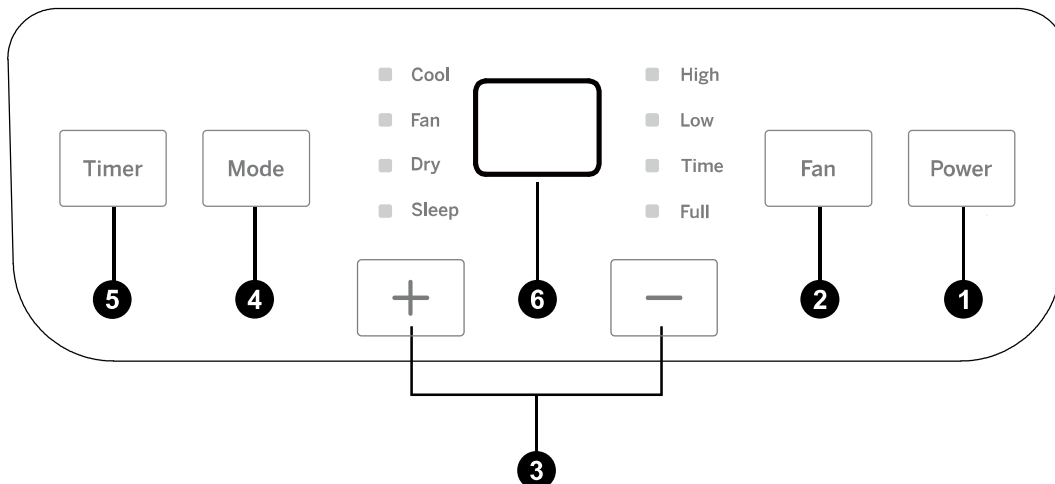 Cool
High
Fan
Low
Timer
Mode
Dry
Time
Fan
Power
Sleep
Full
5
4
+
6
−
2
1
3